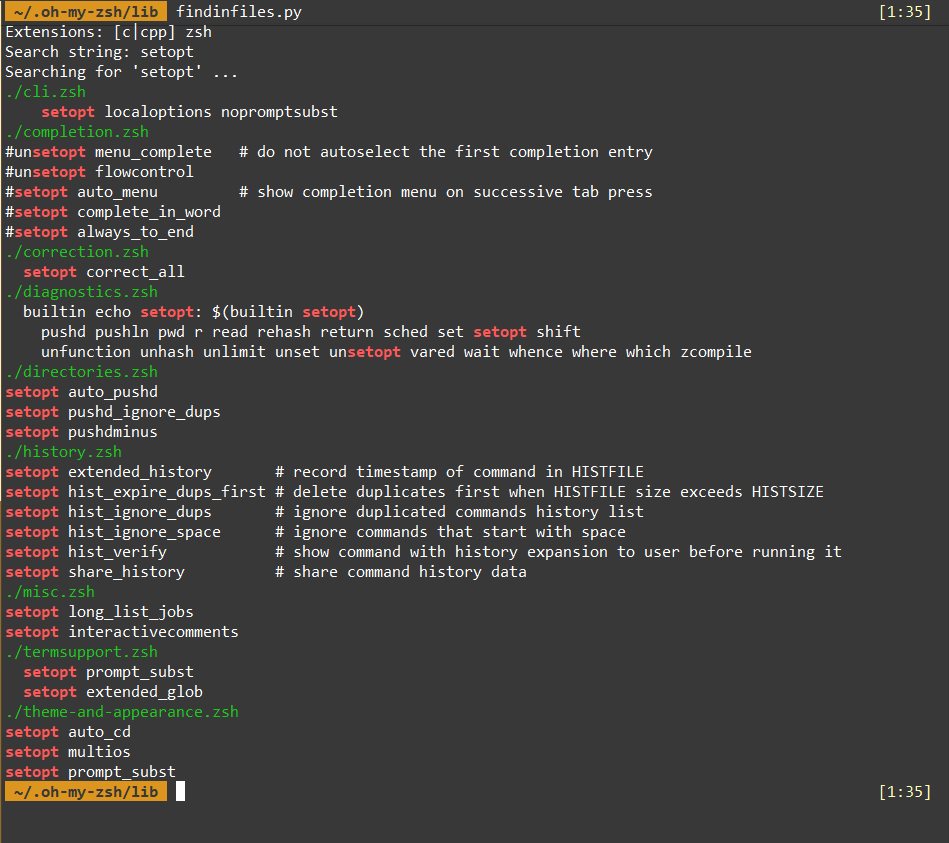 ~/.oh-my-zsh/lib findinfiles.py [1:35]
Extensions: [c|cpp] zsh
Search string: setopt
Searching for 'setopt' ...
./cli.zsh
    setopt localoptions nopromptsubst
./completion.zsh
#unsetopt menu_complete   # do not autoselect the first completion entry
#unsetopt flowcontrol
#setopt auto_menu         # show completion menu on successive tab press
#setopt complete_in_word
#setopt always_to_end
./correction.zsh
  setopt correct_all
./diagnostics.zsh
  builtin echo setopt: $(builtin setopt)
    pushd pushln pwd r read rehash return sched set setopt shift
    unfunction unhash unlimit unset unsetopt vared wait whence where which zcompile
./directories.zsh
setopt auto_pushd
setopt pushd_ignore_dups
setopt pushdminus
./history.zsh
setopt extended_history       # record timestamp of command in HISTFILE
setopt hist_expire_dups_first # delete duplicates first when HISTFILE size exceeds HISTSIZE
setopt hist_ignore_dups       # ignore duplicated commands history list
setopt hist_ignore_space      # ignore commands that start with space
setopt hist_verify            # show command with history expansion to user before running it
setopt share_history          # share command history data
./misc.zsh
setopt long_list_jobs
setopt interactivecomments
./termsupport.zsh
  setopt prompt_subst
  setopt extended_glob
./theme-and-appearance.zsh
setopt auto_cd
setopt multios
setopt prompt_subst
~/.oh-my-zsh/lib [1:35]